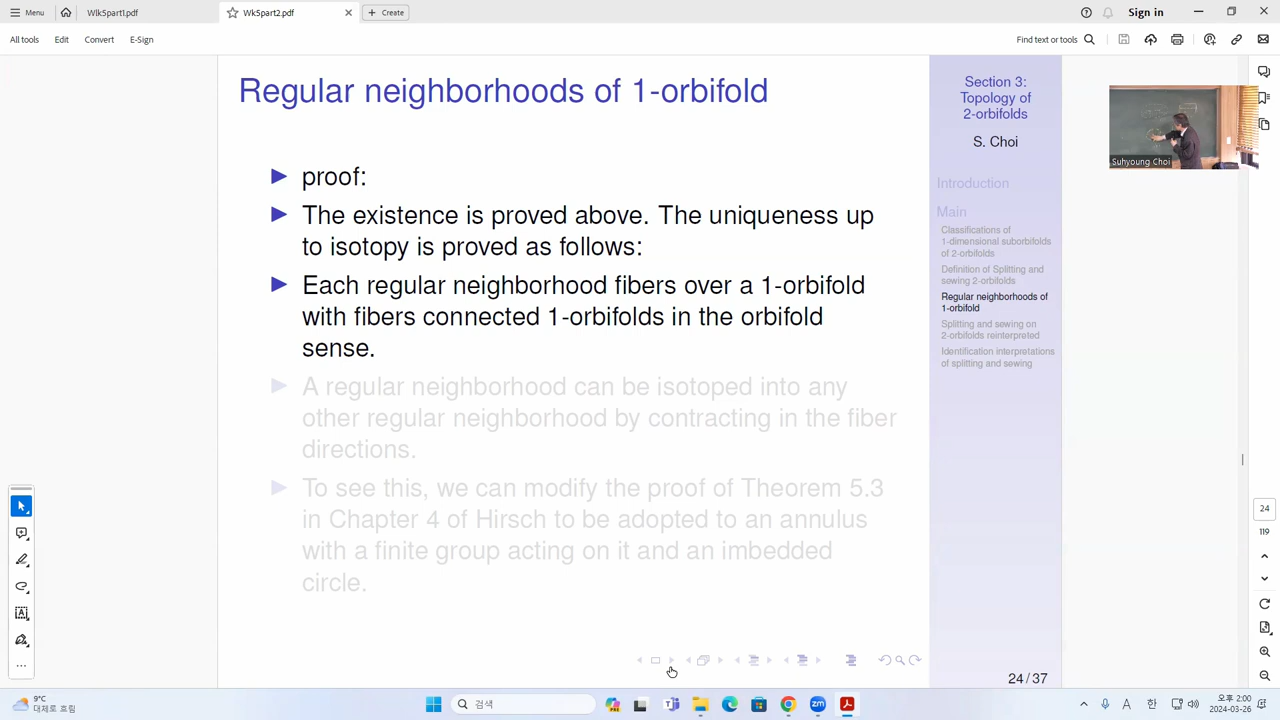 Menu
Wk5part1.pdf
Wk5part2.pdf
Create
Sign in
All tools
Edit
Convert
E-Sign
Find text or tools
Regular neighborhoods of 1-orbifold
proof:
The existence is proved above. The uniqueness up
to isotopy is proved as follows:
Each regular neighborhood fibers over a 1-orbifold
with fibers connected 1-orbifolds in the orbifold
sense.
A regular neighborhood can be isotoped into any
other regular neighborhood by contracting in the fiber
directions.
To see this, we can modify the proof of Theorem 5.3
in Chapter 4 of Hirsch to be adopted to an annulus
with a finite group acting on it and an imbedded
circle.
24/37
Section 3:
Topology of
2-orbifolds
S. Choi
Introduction
Main
Classifications of
1-dimensional suborbifolds
of 2-orbifolds
Definition of Splitting and
sewing 2-orbifolds
Regular neighborhoods of
1-orbifold
Splitting and sewing on
2-orbifolds reinterpreted
Identification interpretations
of splitting and sewing
Suhyoung Choi
24
119
9°C
대체로 흐림
검색
A
한
오후 2:00
2024-03-26